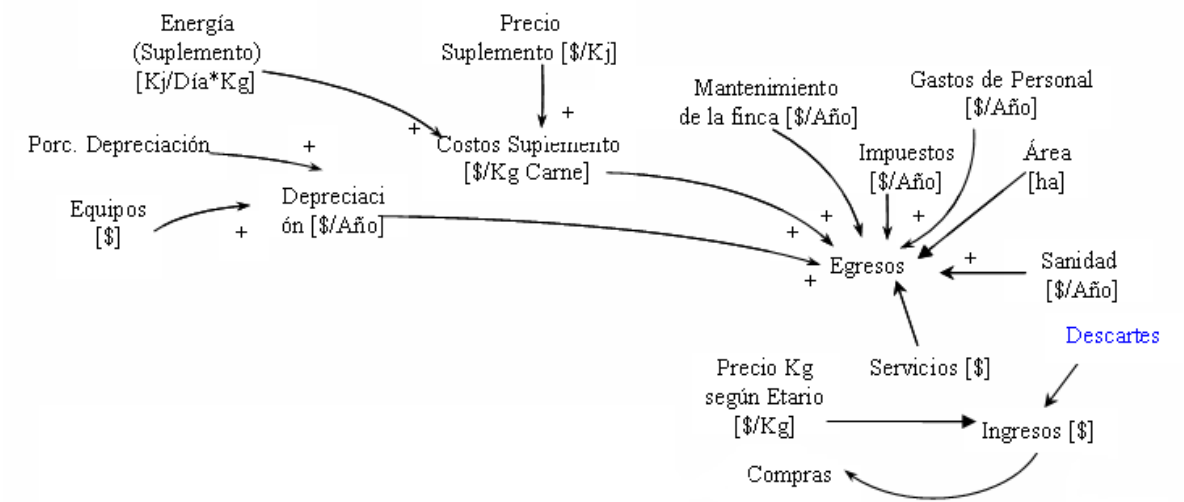 Energía
(Suplemento)
[Kj/Día*Kg]
Precio
Suplemento [$/Kj]
Mantenimiento
de la finca [$/Año]
Gastos de Personal
[$/Año]
+
+
Porc. Depreciación
+
Costos Suplemento
[$/Kg Carne]
Impuestos
[$/Año]
Área
[ha]
Depreciaci
ón [$/Año]
Equipos
[$]
+
+
+
+
Egresos
+
+
Sanidad
[$/Año]
Descartes
Servicios [$]
Precio Kg
según Etario
[$/Kg]
Ingresos [$]
Compras